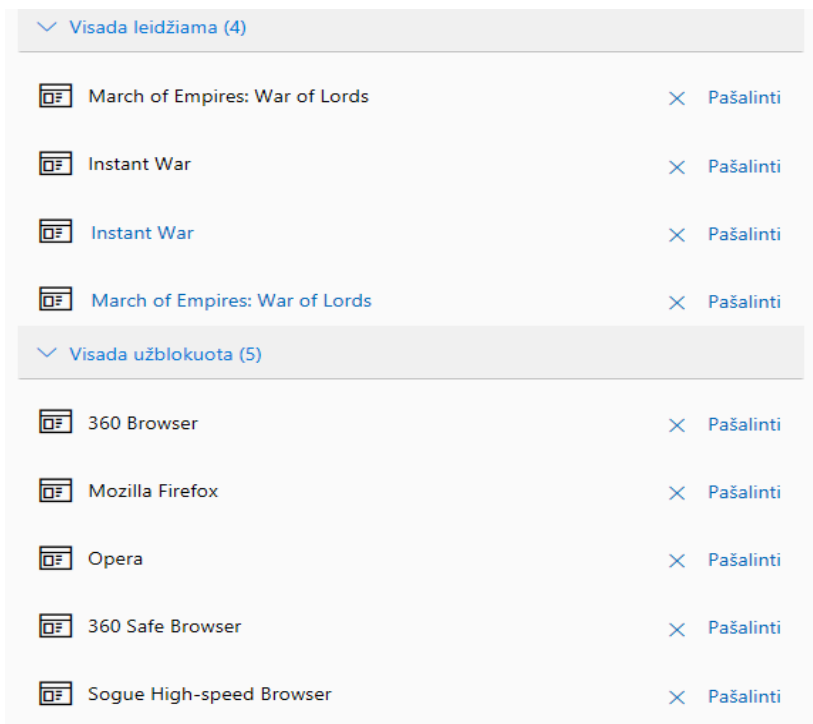 Visada leidžiama (4)
March of Empires: War of Lords Pašalinti
Instant War Pašalinti
Instant War Pašalinti
March of Empires: War of Lords Pašalinti
Visada užblokuota (5)
360 Browser Pašalinti
Mozilla Firefox Pašalinti
Opera Pašalinti
360 Safe Browser Pašalinti
Sogue High-speed Browser Pašalinti